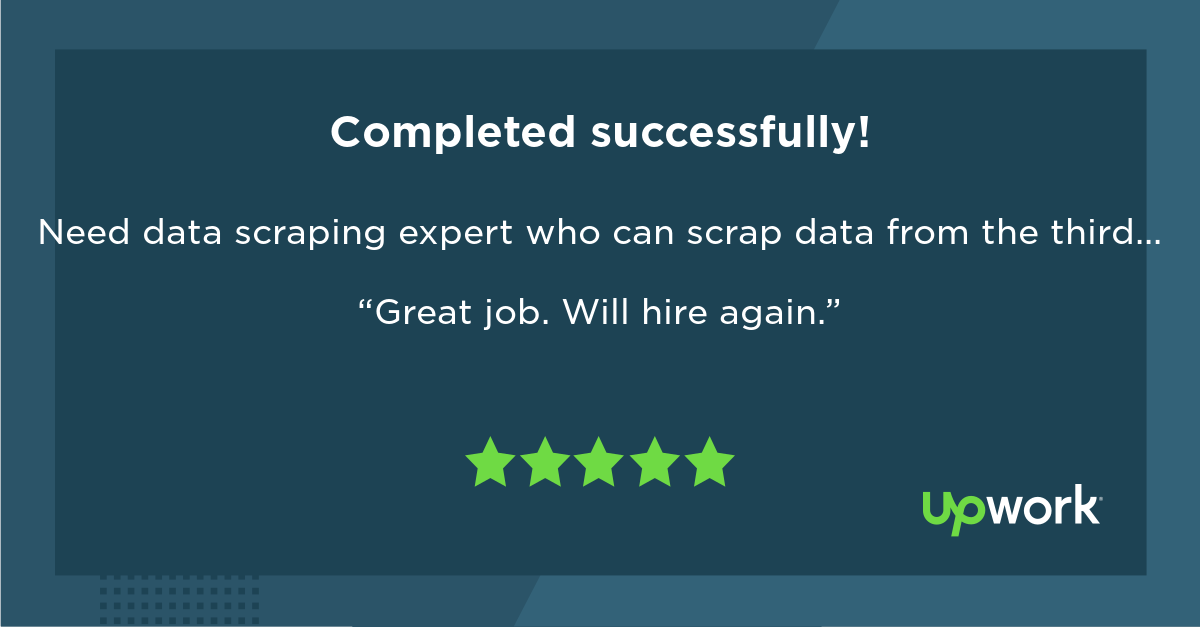 Completed successfully!
Need data scraping expert who can scrap data from the third...
“Great job. Will hire again.”
upwork